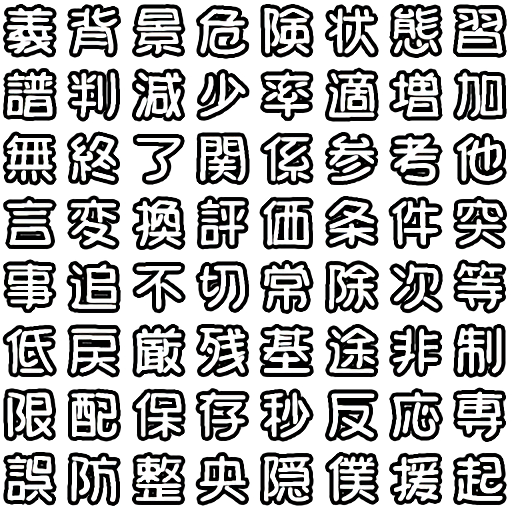 義背景危険状態習
譜判減少率適増加
無終了関係参考他
言変換評価条件突
事追不切常除次等
低戻厳残基途非制
限配保存秒反応専
誤防整央隠僕援起